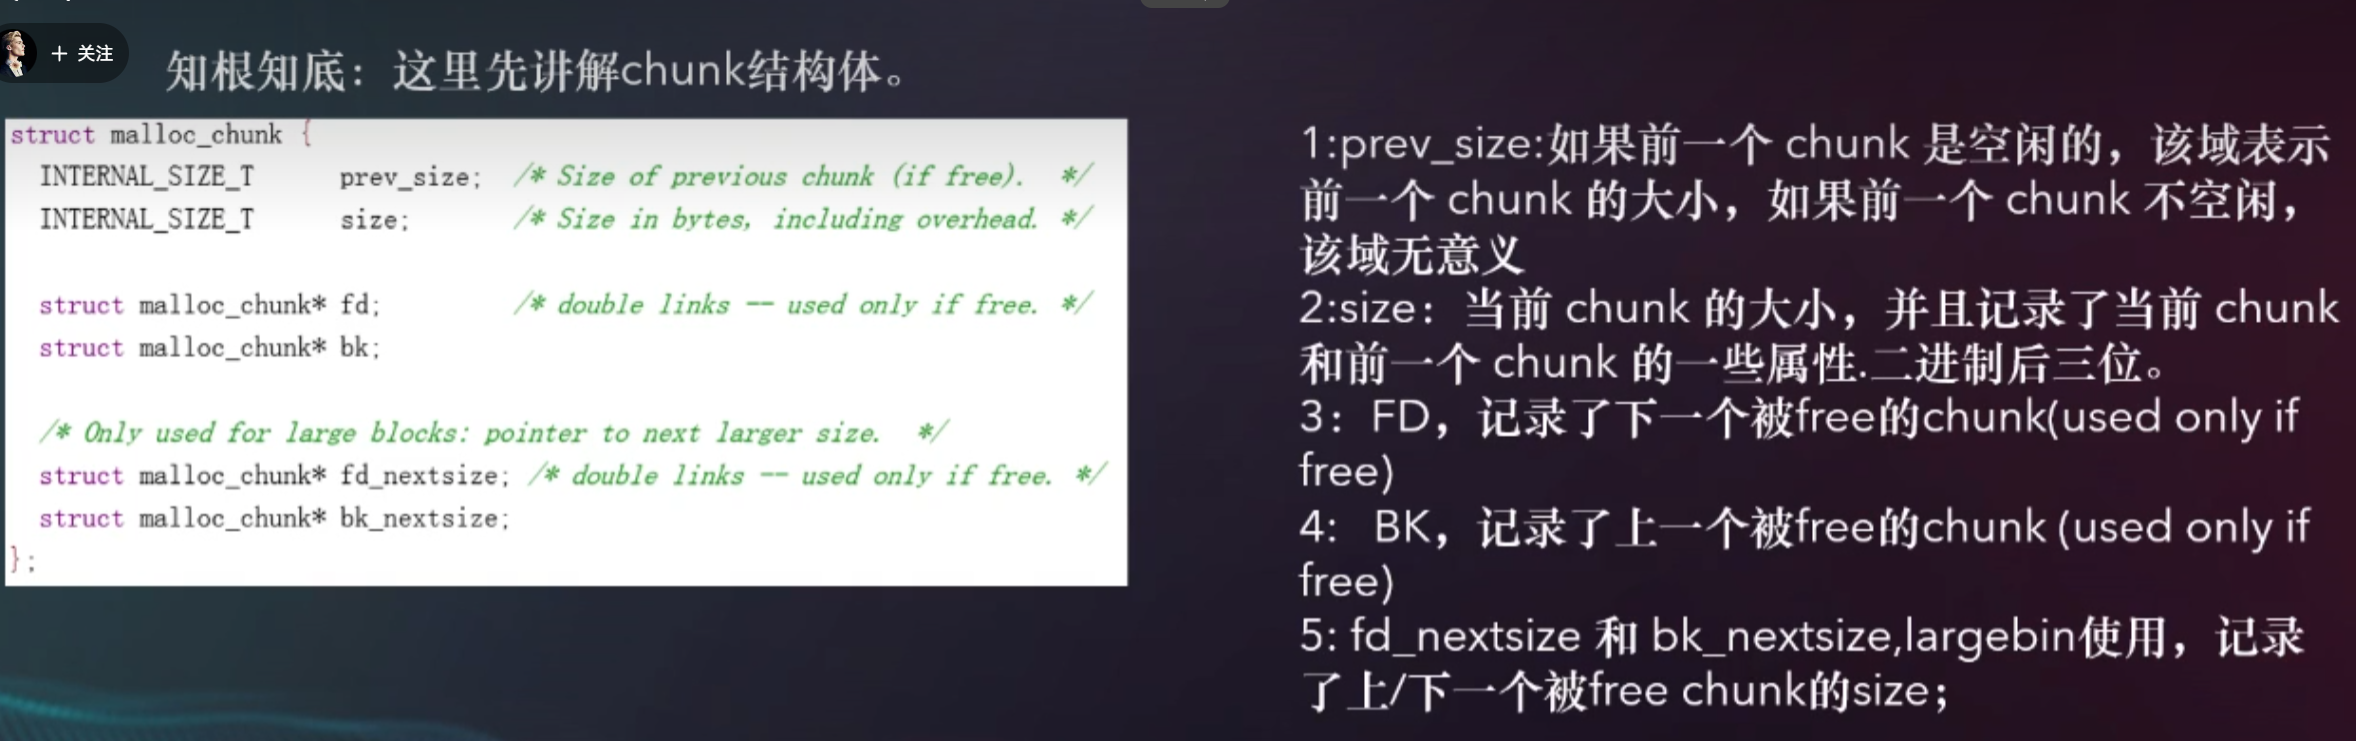 + 关注
知根知底：这里先讲解chunk结构体。
struct malloc_chunk {
INTERNAL_SIZE_T prev_size; /* Size of previous chunk (if free). */
INTERNAL_SIZE_T size; /* Size in bytes, including overhead. */
struct malloc_chunk* fd; /* double links -- used only if free. */
struct malloc_chunk* bk;
/* Only used for large blocks: pointer to next larger size. */
struct malloc_chunk* fd_nextsize; /* double links -- used only if free. */
struct malloc_chunk* bk_nextsize;
};
1:prev_size:如果前一个 chunk 是空闲的，该域表示
前一个 chunk 的大小，如果前一个 chunk 不空闲，
该域无意义
2:size：当前 chunk 的大小，并且记录了当前 chunk
和前一个 chunk 的一些属性.二进制后三位。
3：FD，记录了下一个被free的chunk(used only if
free)
4： BK，记录了上一个被free的chunk (used only if
free)
5: fd_nextsize 和 bk_nextsize,largebin使用，记录
了上/下一个被free chunk的size；